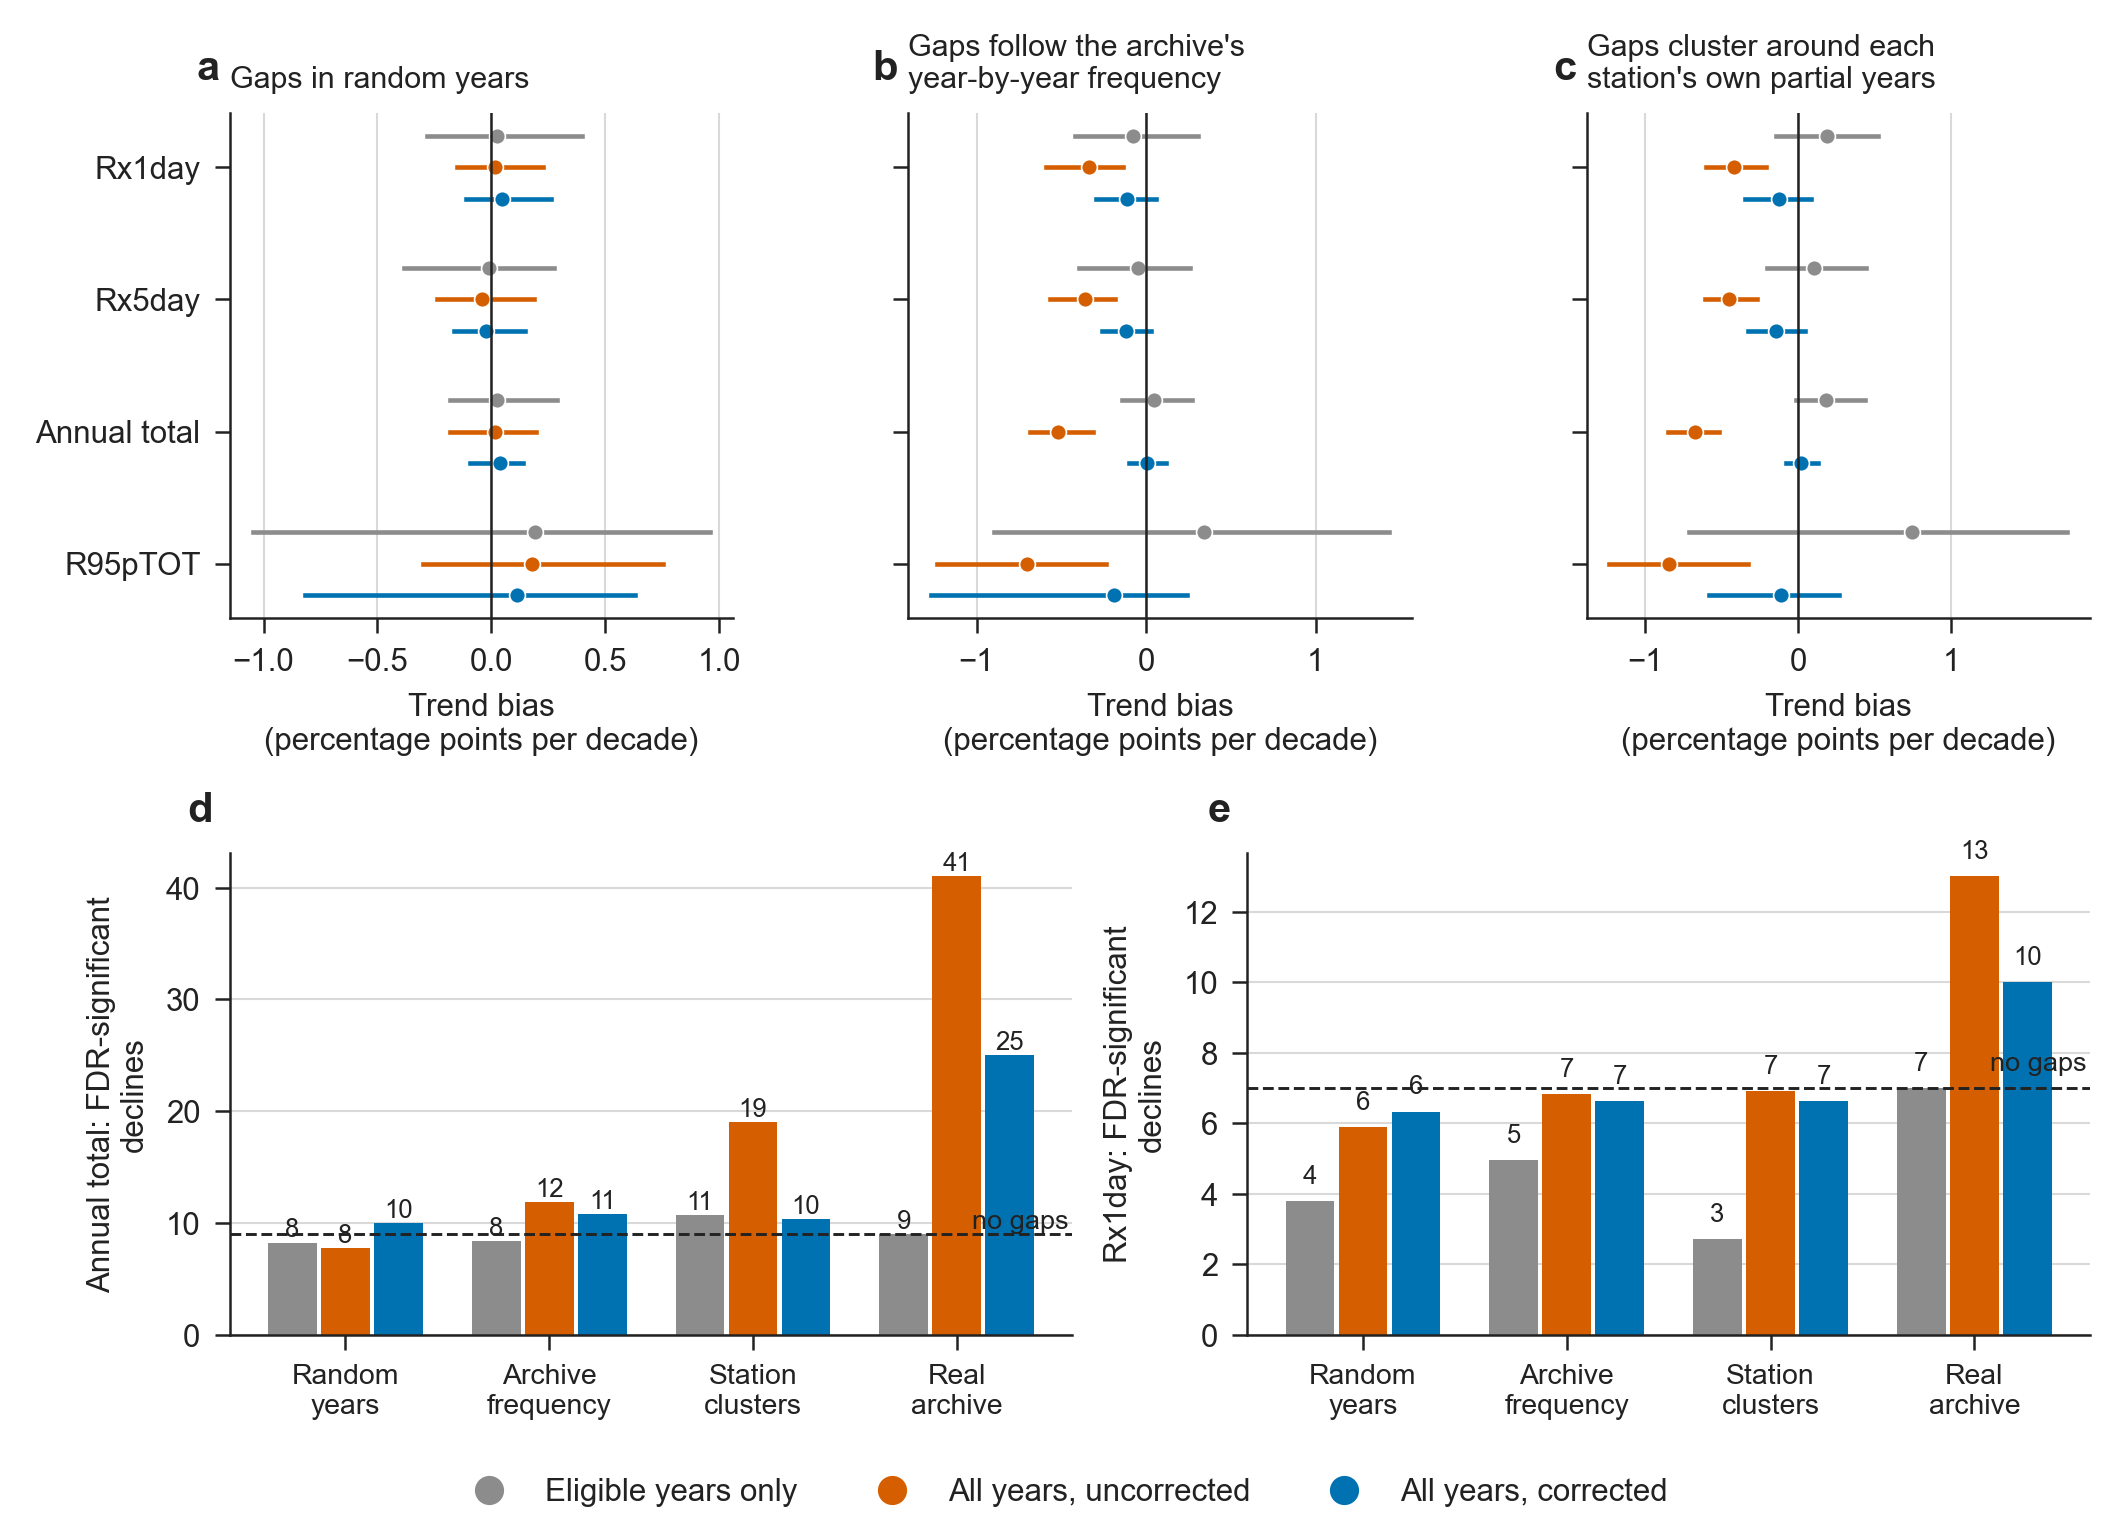 a Gaps in random years
b Gaps follow the archive's
year-by-year frequency
c Gaps cluster around each
station's own partial years
Rx1day
Rx5day
Annual total
R95pTOT
−1.0 −0.5 0.0 0.5 1.0
Trend bias
(percentage points per decade)
−1 0 1
Trend bias
(percentage points per decade)
−1 0 1
Trend bias
(percentage points per decade)
d
Annual total: FDR-significant
declines
40
30
20
10
0
8 8 10
8 12 11
11 19 10
9 41 25
no gaps
Random
years
Archive
frequency
Station
clusters
Real
archive
e
Rx1day: FDR-significant
declines
12
10
8
6
4
2
0
4 6 6
5 7 7
3 7 7
7 13 10
no gaps
Random
years
Archive
frequency
Station
clusters
Real
archive
Eligible years only
All years, uncorrected
All years, corrected